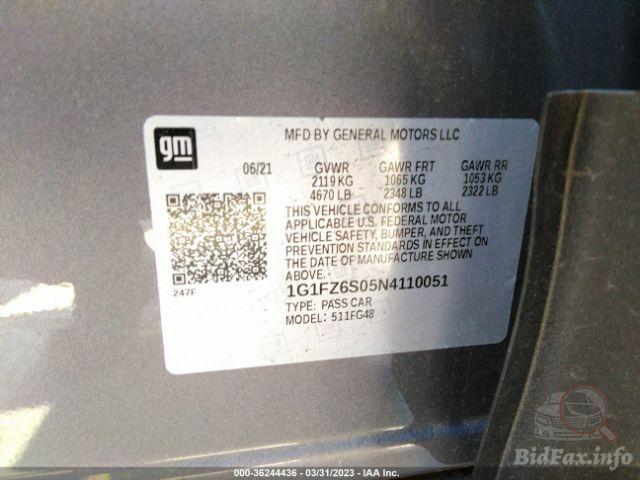 gm
MFD BY GENERAL MOTORS LLC
06/21 GVWR GAWR FRT GAWR RR
2119 KG 1065 KG 1053 KG
4670 LB 2348 LB 2322 LB
THIS VEHICLE CONFORMS TO ALL
APPLICABLE U.S. FEDERAL MOTOR
VEHICLE SAFETY, BUMPER, AND THEFT
PREVENTION STANDARDS IN EFFECT ON
THE DATE OF MANUFACTURE SHOWN
ABOVE.
247F
1G1FZ6S05N4110051
TYPE: PASS CAR
MODEL: 511FG48
BidFax.info
000-36244436 - 03/31/2023 - IAA Inc.